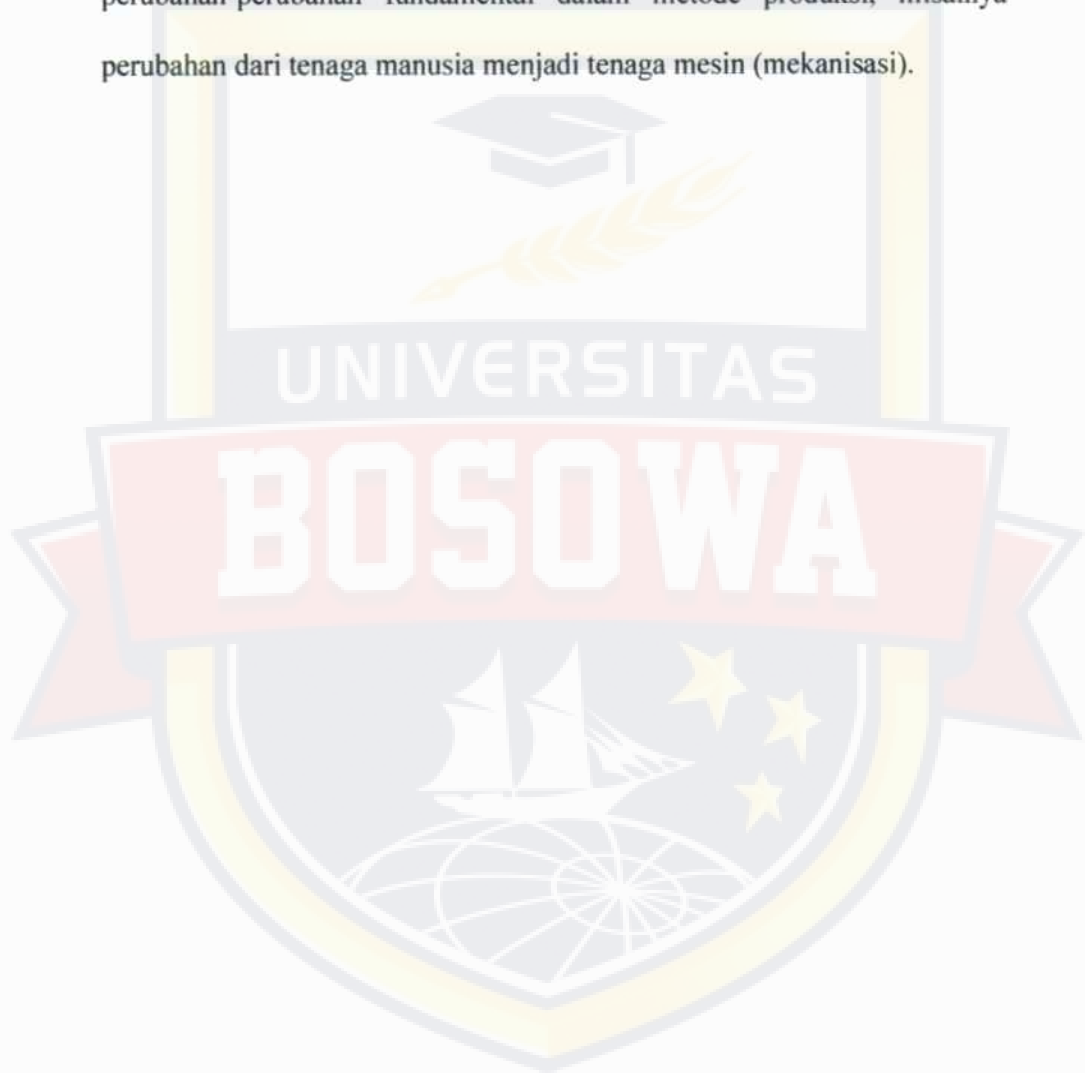 perubahan-perubahan fundamental dalam metode produksi, misalnya
perubahan dari tenaga manusia menjadi tenaga mesin (mekanisasi).
UNIVERSITAS
BOSOWA